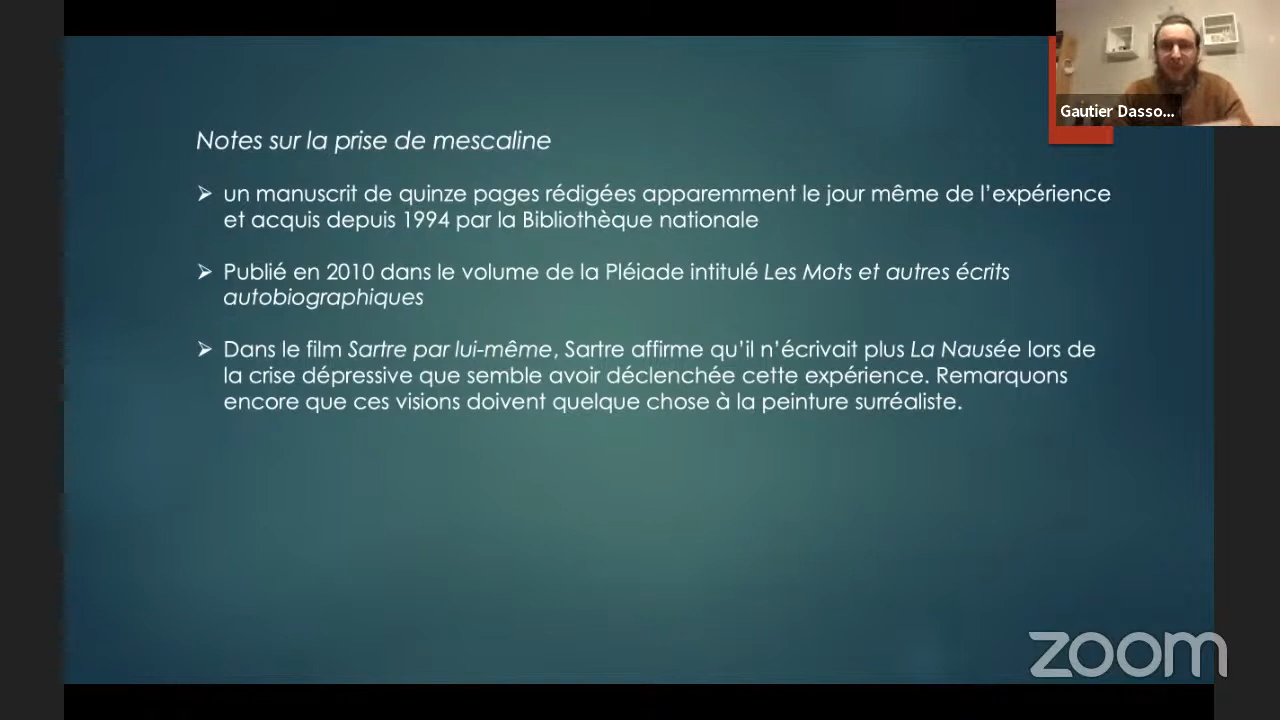 Notes sur la prise de mescaline
➢ un manuscrit de quinze pages rédigées apparemment le jour même de l’expérience
et acquis depuis 1994 par la Bibliothèque nationale
➢ Publié en 2010 dans le volume de la Pléiade intitulé Les Mots et autres écrits
autobiographiques
➢ Dans le film Sartre par lui-même, Sartre affirme qu’il n’écrivait plus La Nausée lors de
la crise dépressive que semble avoir déclenchée cette expérience. Remarquons
encore que ces visions doivent quelque chose à la peinture surréaliste.
Gautier Dasso...
zoom